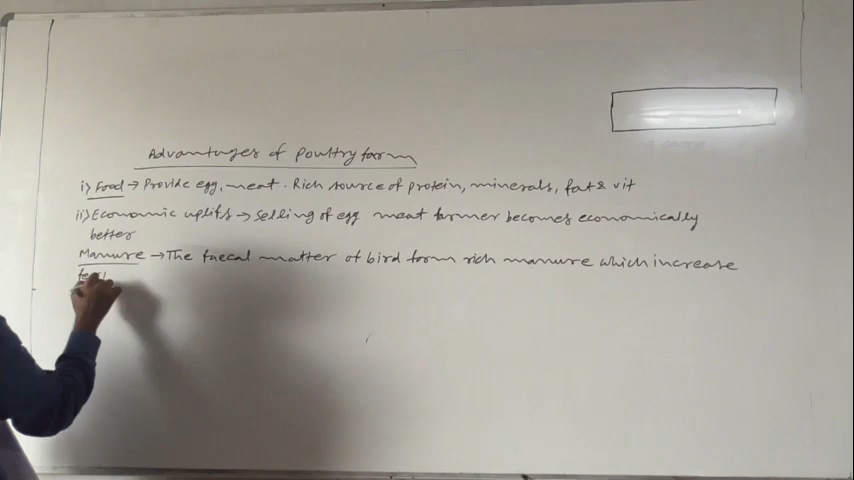 Advantages of Poultry farm
i) Food → Provide egg, meat. Rich source of protein, minerals, fat & vit
ii) Economic uplifts → Selling of egg meat farmer becomes economically
better
Manure → The faecal matter of bird form rich manure which increase